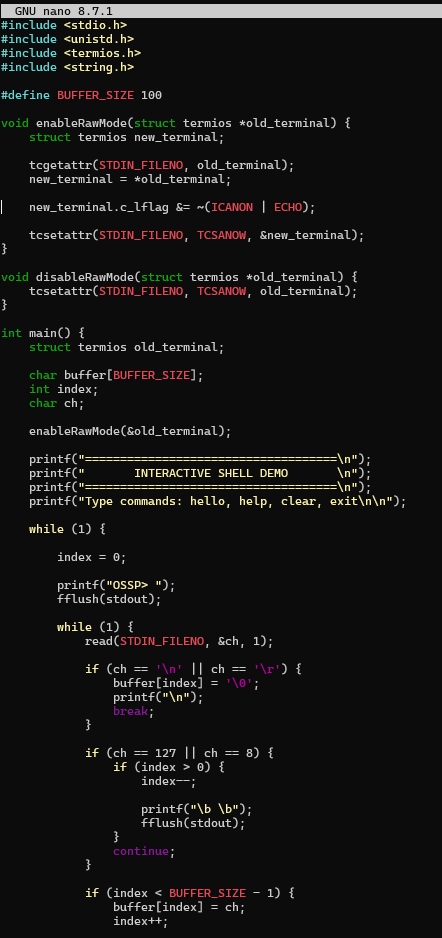 GNU nano 8.7.1
#include <stdio.h>
#include <unistd.h>
#include <termios.h>
#include <string.h>

#define BUFFER_SIZE 100

void enableRawMode(struct termios *old_terminal) {
    struct termios new_terminal;

    tcgetattr(STDIN_FILENO, old_terminal);
    new_terminal = *old_terminal;

    new_terminal.c_lflag &= ~(ICANON | ECHO);

    tcsetattr(STDIN_FILENO, TCSANOW, &new_terminal);
}

void disableRawMode(struct termios *old_terminal) {
    tcsetattr(STDIN_FILENO, TCSANOW, old_terminal);
}

int main() {
    struct termios old_terminal;

    char buffer[BUFFER_SIZE];
    int index;
    char ch;

    enableRawMode(&old_terminal);

    printf("====================================\n");
    printf("       INTERACTIVE SHELL DEMO       \n");
    printf("====================================\n");
    printf("Type commands: hello, help, clear, exit\n\n");

    while (1) {

        index = 0;

        printf("OSSP> ");
        fflush(stdout);

        while (1) {
            read(STDIN_FILENO, &ch, 1);

            if (ch == '\n' || ch == '\r') {
                buffer[index] = '\0';
                printf("\n");
                break;
            }

            if (ch == 127 || ch == 8) {
                if (index > 0) {
                    index--;

                    printf("\b \b");
                    fflush(stdout);
                }
                continue;
            }

            if (index < BUFFER_SIZE - 1) {
                buffer[index] = ch;
                index++;